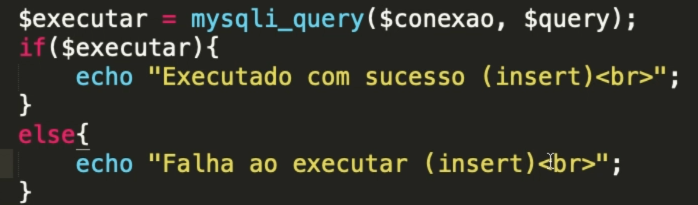 $executar = mysqli_query($conexao, $query);
if($executar){
    echo "Executado com sucesso (insert)<br>";
}
else{
    echo "Falha ao executar (insert)<br>";
}